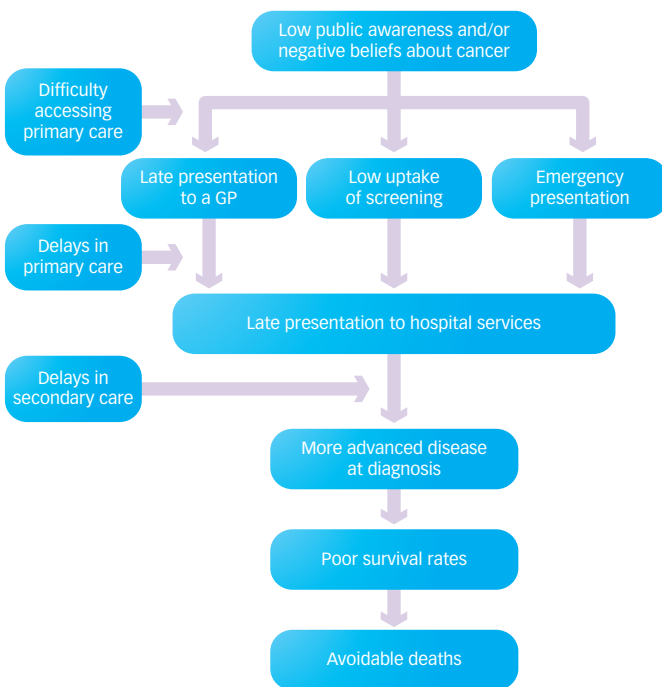 Low public awareness and/or
negative beliefs about cancer
Difficulty
accessing
primary care
Late presentation
to a GP
Low uptake
of screening
Emergency
presentation
Delays in
primary care
Late presentation to hospital services
Delays in
secondary care
More advanced disease
at diagnosis
Poor survival rates
Avoidable deaths